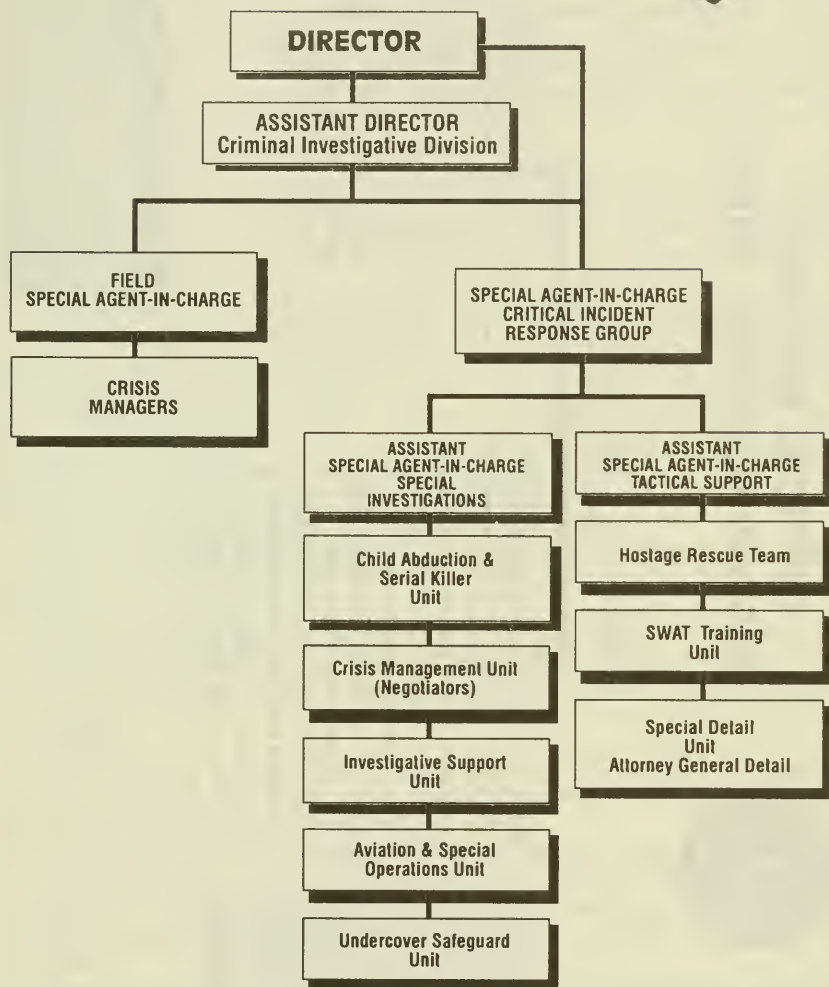 DIRECTOR
ASSISTANT DIRECTOR
Criminal Investigative Division
FIELD
SPECIAL AGENT-IN-CHARGE
CRISIS
MANAGERS
SPECIAL AGENT-IN-CHARGE
CRITICAL INCIDENT
RESPONSE GROUP
ASSISTANT
SPECIAL AGENT-IN-CHARGE
SPECIAL
INVESTIGATIONS
Child Abduction &
Serial Killer
Unit
Crisis Management Unit
(Negotiators)
Investigative Support
Unit
Aviation & Special
Operations Unit
Undercover Safeguard
Unit
ASSISTANT
SPECIAL AGENT-IN-CHARGE
TACTICAL SUPPORT
Hostage Rescue Team
SWAT Training
Unit
Special Detail
Unit
Attorney General Detail